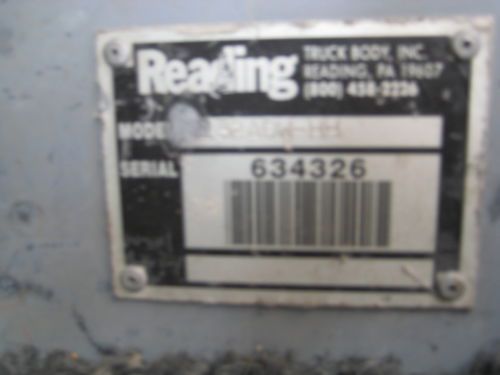 Reading
TRUCK BODY, INC.
READING, PA 19607
(800) 458-2226
MODEL
SERIAL 634326